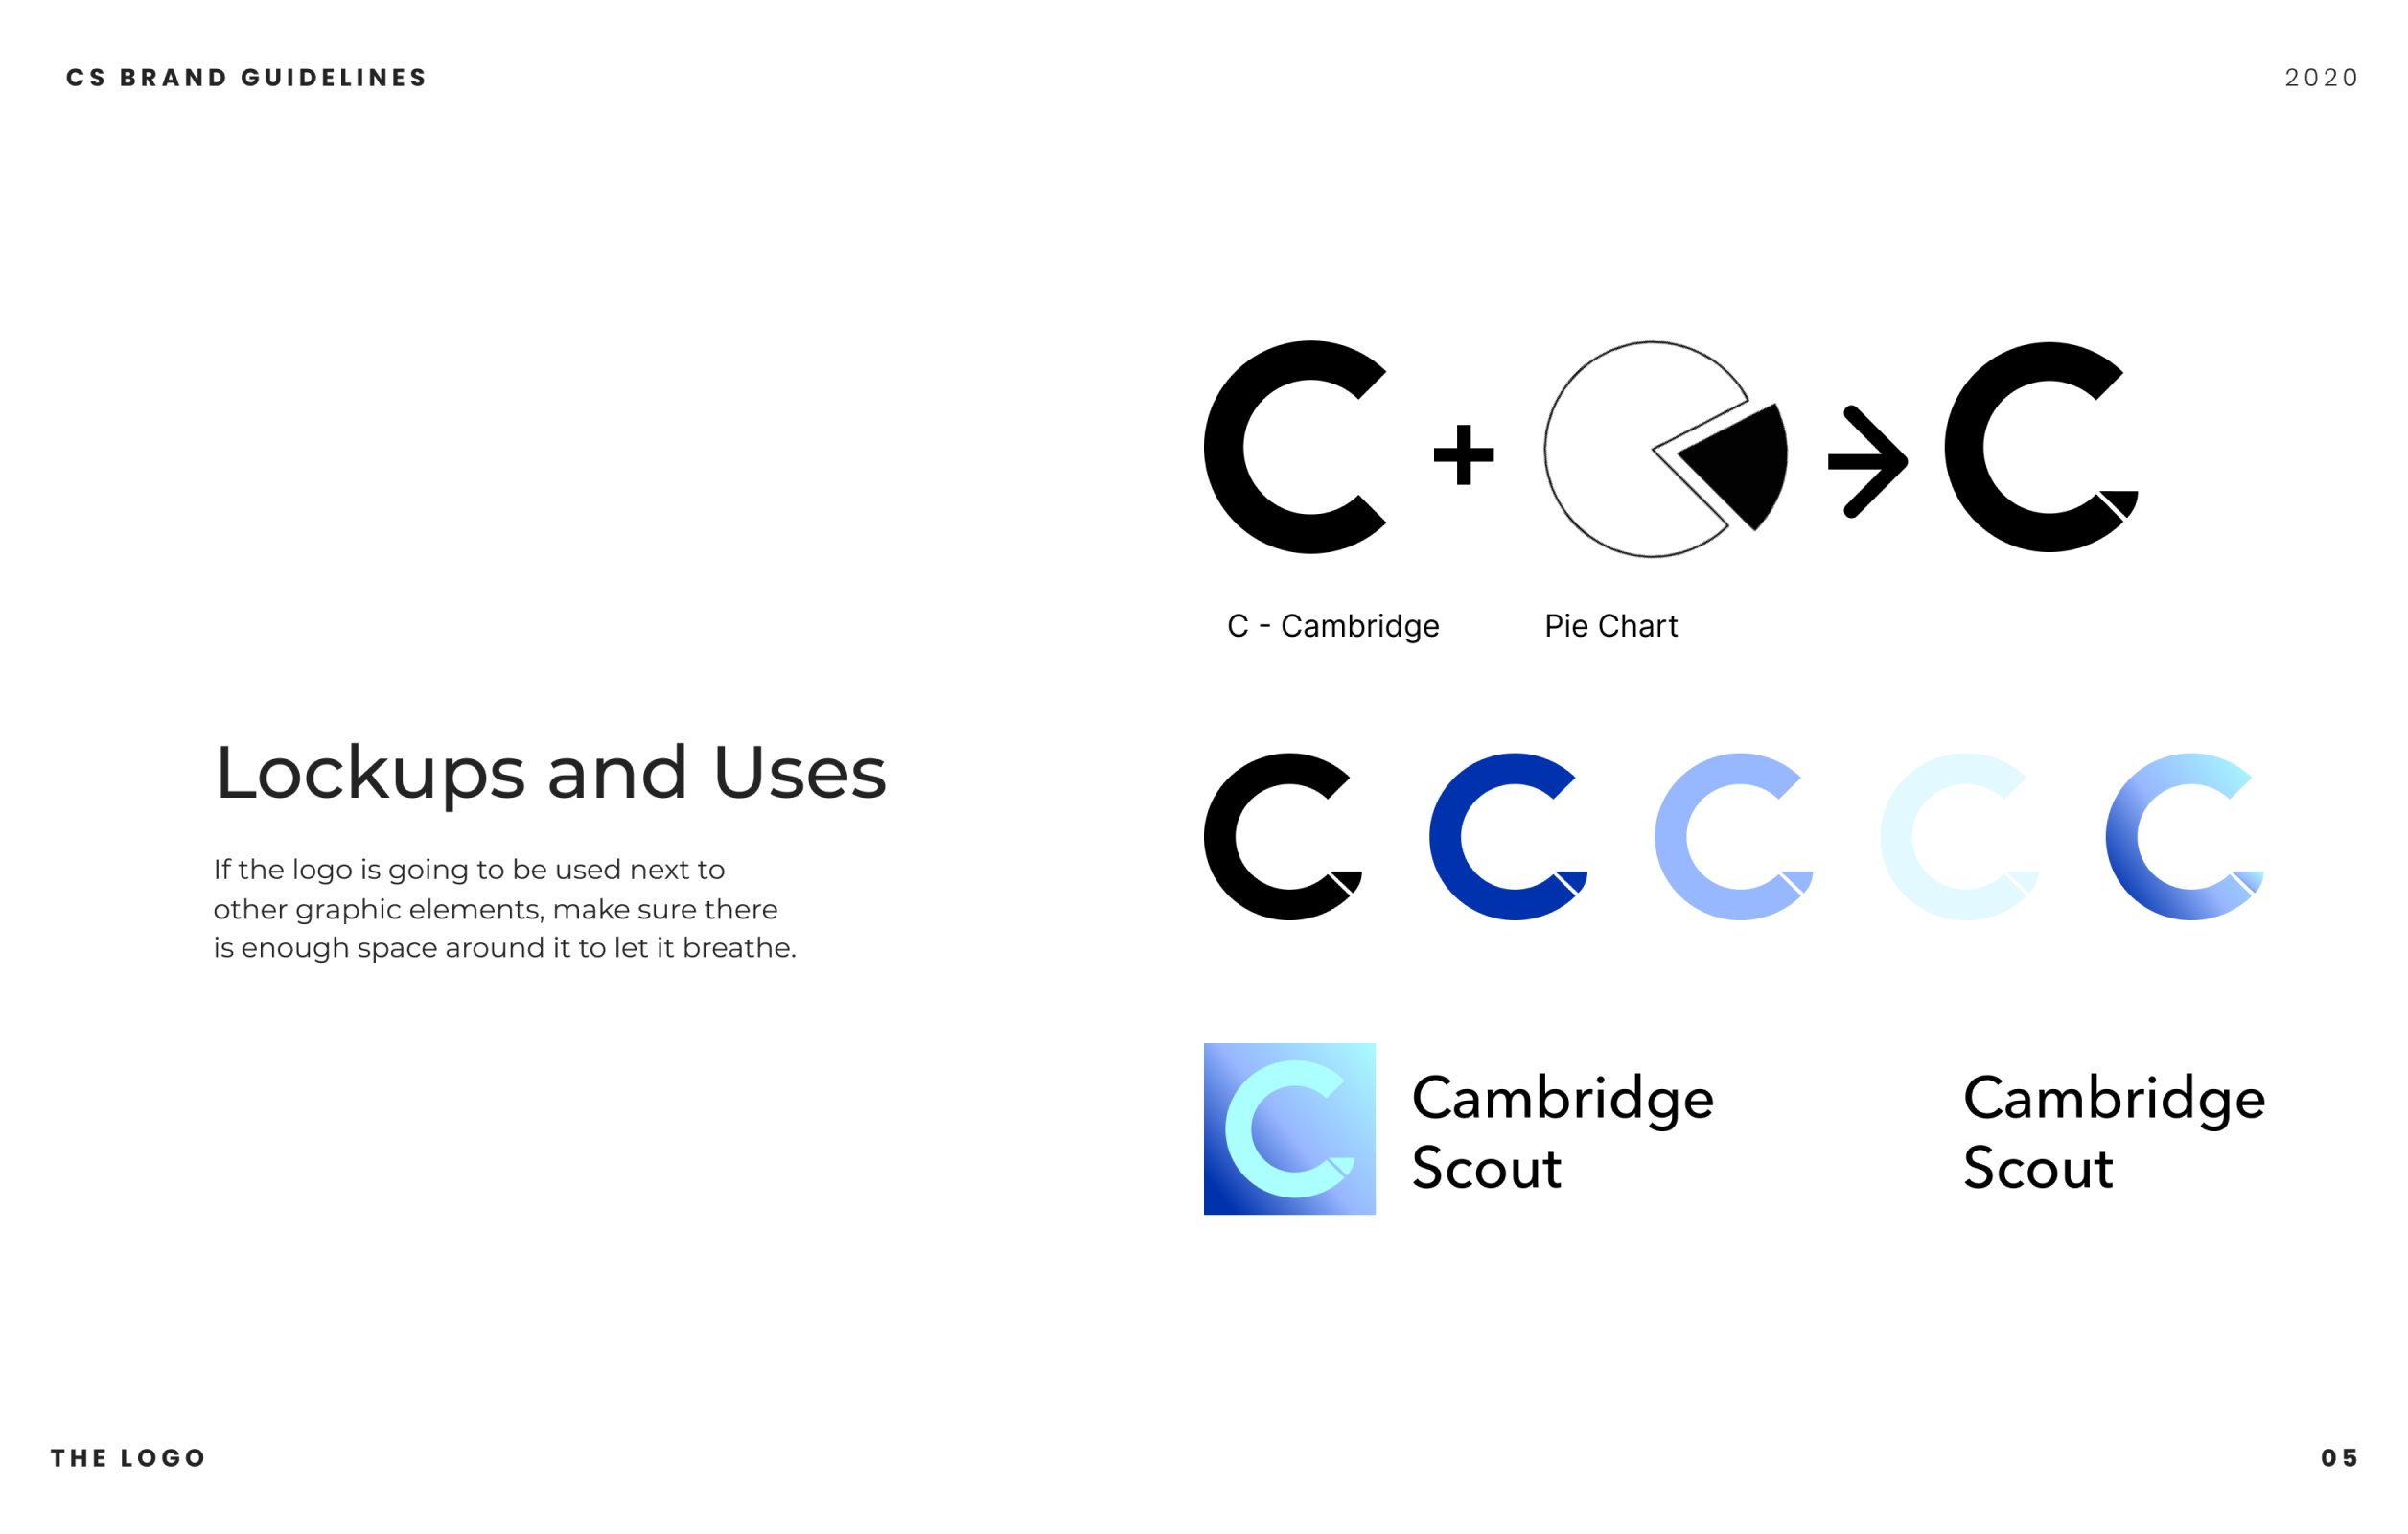 CS BRAND GUIDELINES
2020
C + → C
C - Cambridge
Pie Chart
Lockups and Uses
If the logo is going to be used next to
other graphic elements, make sure there
is enough space around it to let it breathe.
C C C C C
C
Cambridge
Scout
Cambridge
Scout
THE LOGO
05